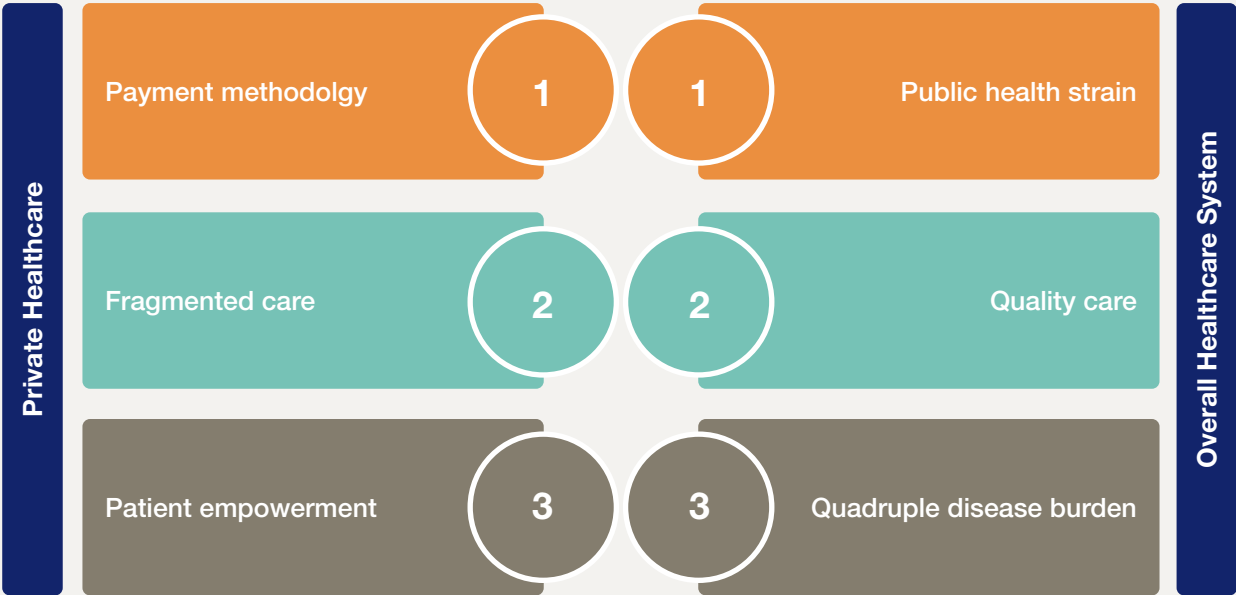 Private Healthcare
Payment methodolgy
1
1
Public health strain
Fragmented care
2
2
Quality care
Patient empowerment
3
3
Quadruple disease burden
Overall Healthcare System